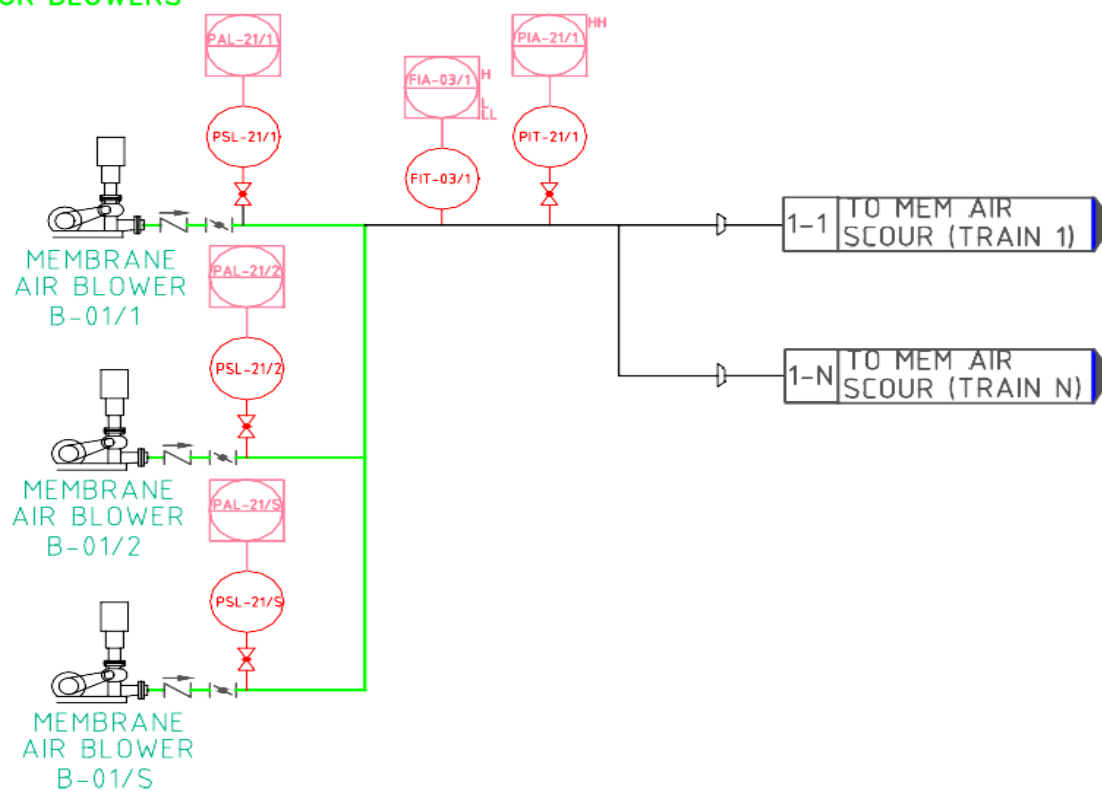 OR BLOWERS
PAL-21/1
PIA-21/1
HH
FIA-03/1
H
L
LL
PSL-21/1
PIT-21/1
FIT-03/1
1-1
TO MEM AIR
SCOUR (TRAIN 1)
MEMBRANE
AIR BLOWER
B-01/1
PAL-21/2
PSL-21/2
1-N
TO MEM AIR
SCOUR (TRAIN N)
MEMBRANE
AIR BLOWER
B-01/2
PAL-21/S
PSL-21/S
MEMBRANE
AIR BLOWER
B-01/S